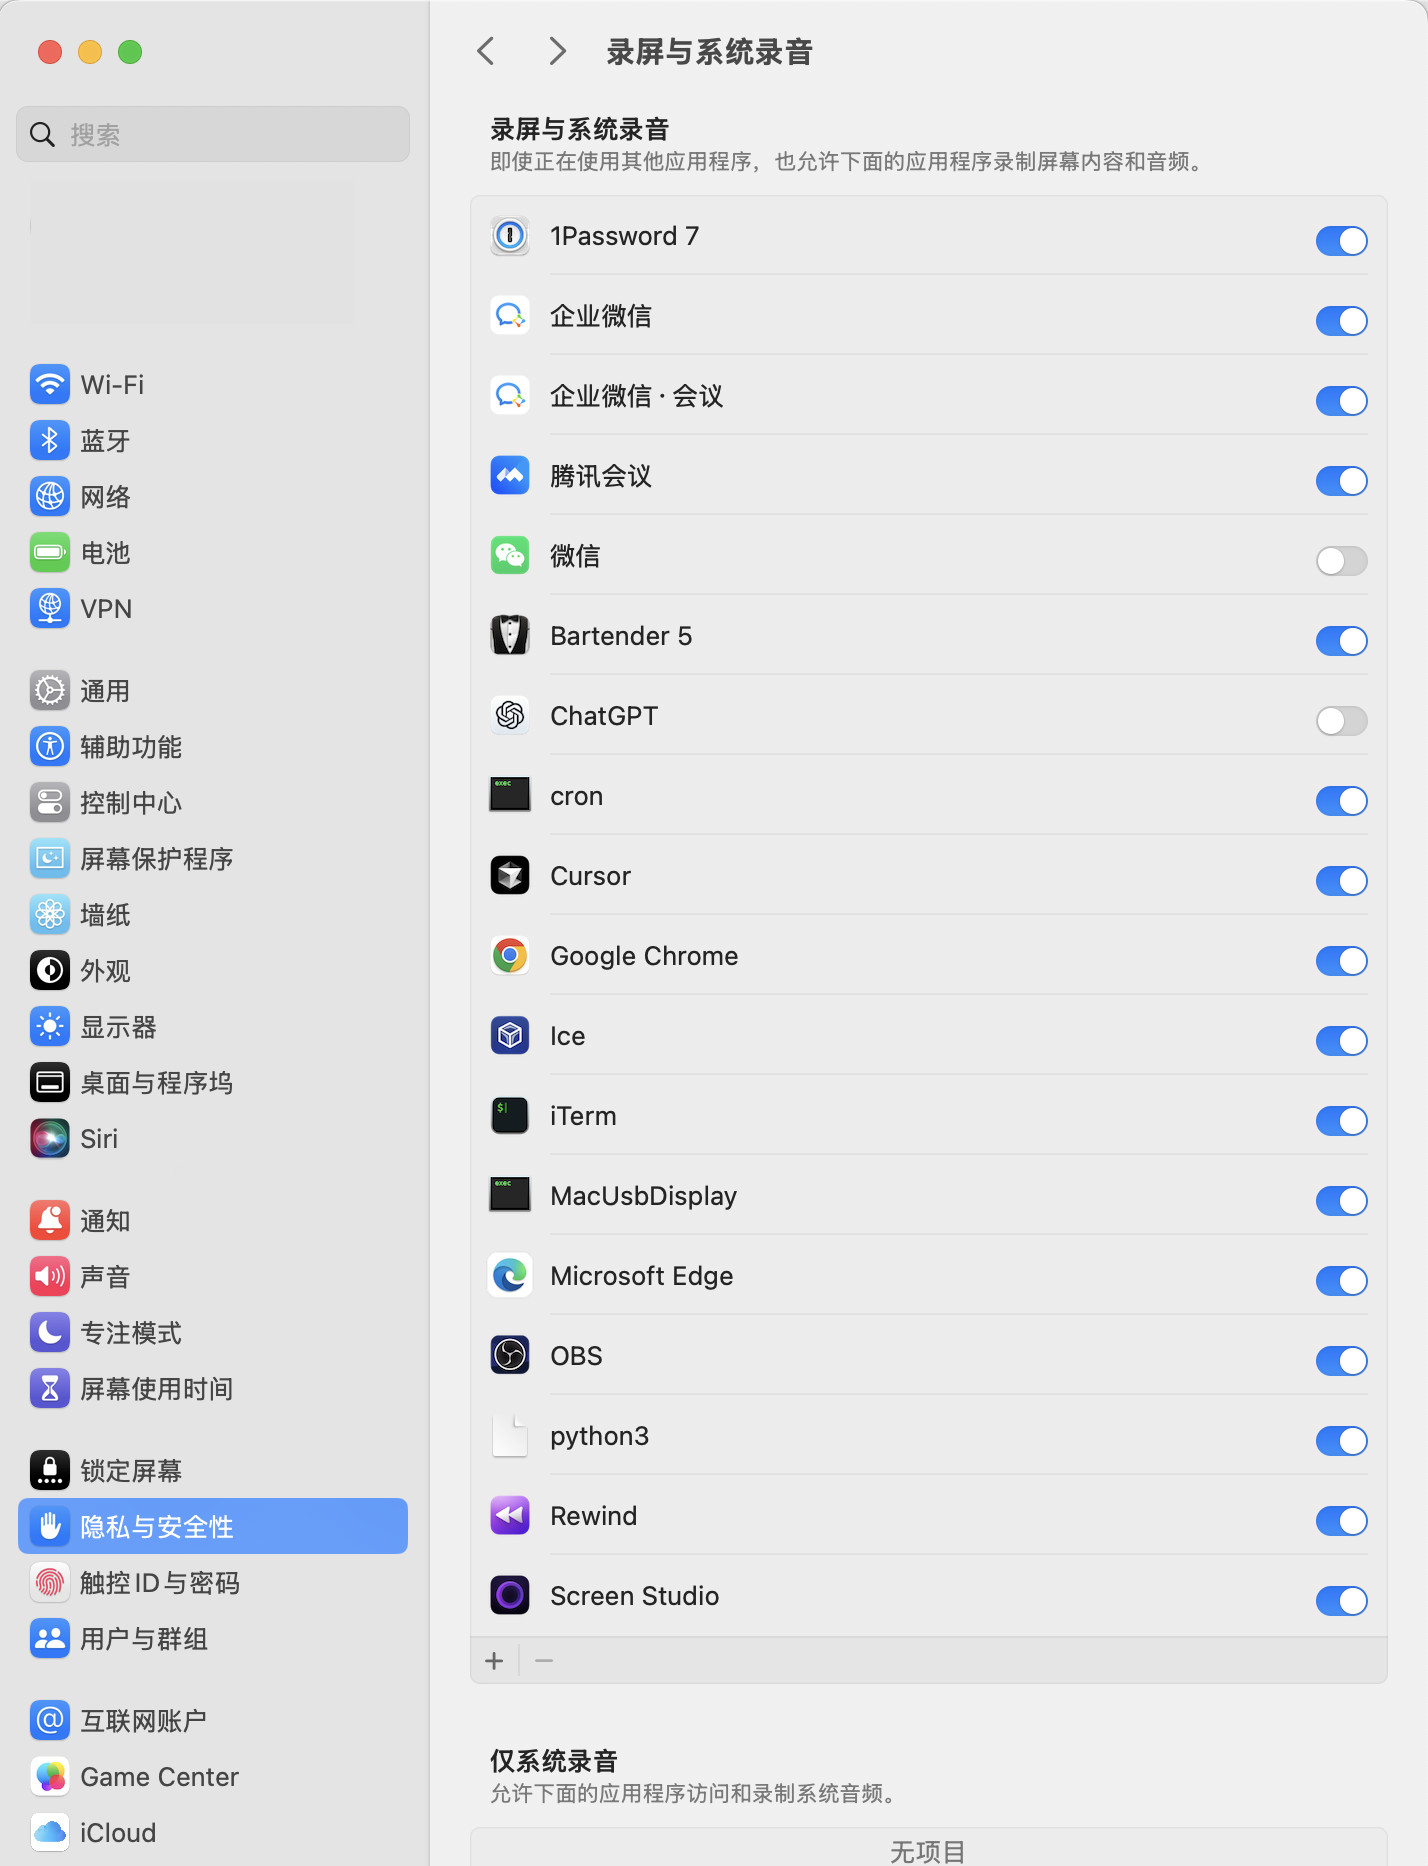 录屏与系统录音
搜索
Wi-Fi
蓝牙
网络
电池
VPN
通用
辅助功能
控制中心
屏幕保护程序
墙纸
外观
显示器
桌面与程序坞
Siri
通知
声音
专注模式
屏幕使用时间
锁定屏幕
隐私与安全性
触控 ID 与密码
用户与群组
互联网账户
Game Center
iCloud
录屏与系统录音
即使正在使用其他应用程序，也允许下面的应用程序录制屏幕内容和音频。
1Password 7
企业微信
企业微信 · 会议
腾讯会议
微信
Bartender 5
ChatGPT
exec
cron
Cursor
Google Chrome
Ice
$
iTerm
exec
MacUsbDisplay
Microsoft Edge
OBS
python3
Rewind
Screen Studio
仅系统录音
允许下面的应用程序访问和录制系统音频。
无项目